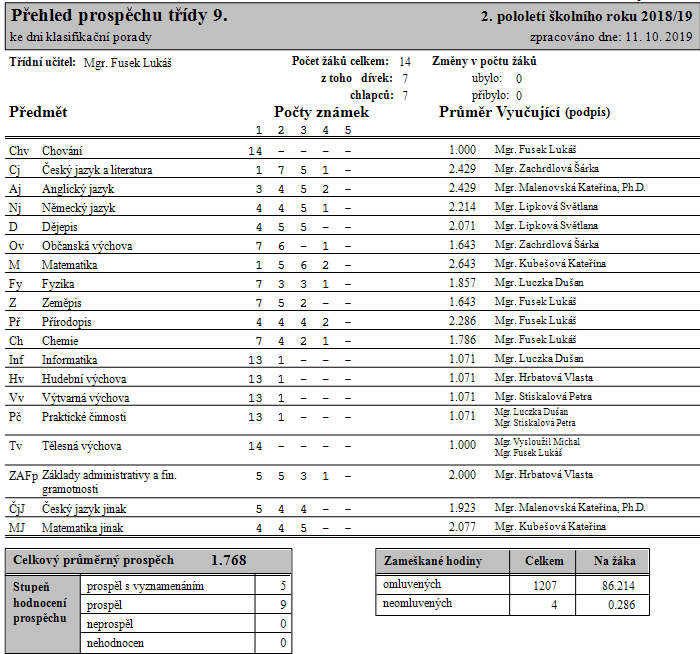 Přehled prospěchu třídy 9. 2. pololetí školního roku 2018/19
ke dni klasifikační porady zpracováno dne: 11. 10. 2019
Třídní učitel: Mgr. Fusek Lukáš Počet žáků celkem: 14 Změny v počtu žáků
z toho dívek: 7 ubylo: 0
chlapců: 7 přibylo: 0
Předmět Počty známek Průměr Vyučující (podpis)
1 2 3 4 5
Chv Chování 14 – – – – 1.000 Mgr. Fusek Lukáš
Cj Český jazyk a literatura 1 7 5 1 – 2.429 Mgr. Zachrdlová Šárka
Aj Anglický jazyk 3 4 5 2 – 2.429 Mgr. Malenovská Kateřina, Ph.D.
Nj Německý jazyk 4 4 5 1 – 2.214 Mgr. Lipková Světlana
D Dějepis 4 5 5 – – 2.071 Mgr. Lipková Světlana
Ov Občanská výchova 7 6 – 1 – 1.643 Mgr. Zachrdlová Šárka
M Matematika 1 5 6 2 – 2.643 Mgr. Kubešová Kateřina
Fy Fyzika 7 3 3 1 – 1.857 Mgr. Luczka Dušan
Z Zeměpis 7 5 2 – – 1.643 Mgr. Fusek Lukáš
Př Přírodopis 4 4 4 2 – 2.286 Mgr. Fusek Lukáš
Ch Chemie 7 4 2 1 – 1.786 Mgr. Fusek Lukáš
Inf Informatika 13 1 – – – 1.071 Mgr. Luczka Dušan
Hv Hudební výchova 13 1 – – – 1.071 Mgr. Hrbatová Vlasta
Vv Výtvarná výchova 13 1 – – – 1.071 Mgr. Stiskalová Petra
Pč Praktické činnosti 13 1 – – – 1.071 Mgr. Luczka Dušan
Mgr. Stiskalová Petra
Tv Tělesná výchova 14 – – – – 1.000 Mgr. Vysloužil Michal
Mgr. Fusek Lukáš
ZAFp Základy administrativy a fin. 5 5 3 1 – 2.000 Mgr. Hrbatová Vlasta
gramotnosti
ČjJ Český jazyk jinak 5 4 4 – – 1.923 Mgr. Malenovská Kateřina, Ph.D.
MJ Matematika jinak 4 4 5 – – 2.077 Mgr. Kubešová Kateřina
Celkový průměrný prospěch 1.768 Zameškané hodiny Celkem Na žáka
Stupeň hodnocení prospěchu prospěl s vyznamenáním 5 omluvených 1207 86.214
prospěl 9 neomluvených 4 0.286
neprospěl 0
nehodnocen 0